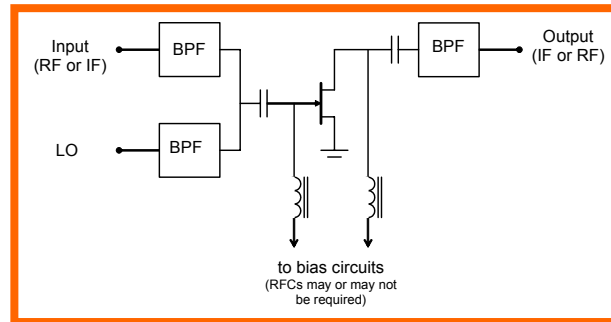 Input
(RF or IF)
BPF
BPF
Output
(IF or RF)
LO
BPF
to bias circuits
(RFCs may or may not
be required)